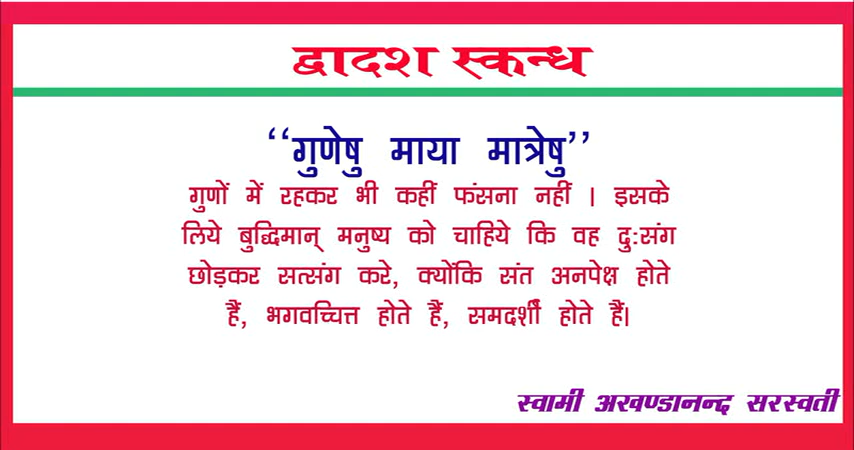 द्वादश स्कन्ध
‘‘गुणेषु माया मात्रेषु’’
गुणों में रहकर भी कहीं फंसना नहीं । इसके
लिये बुद्धिमान् मनुष्य को चाहिये कि वह दुःसंग
छोड़कर सत्संग करे, क्योंकि संत अनपेक्ष होते
हैं, भगवच्चित्त होते हैं, समदर्शी होते हैं।
स्वामी अखण्डानन्द सरस्वती